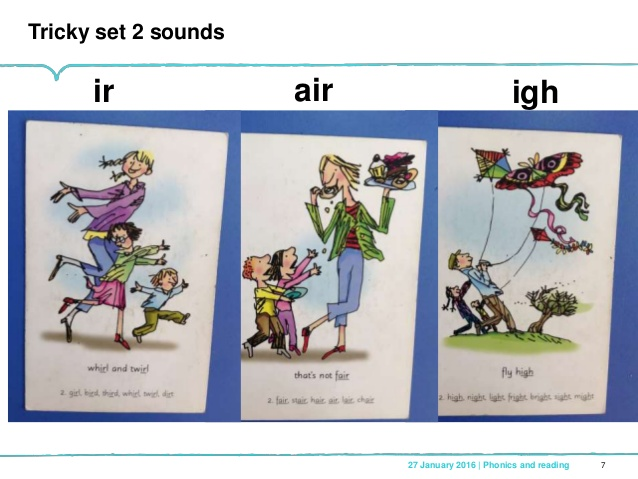 Tricky set 2 sounds
ir
air
igh
whirl and twirl
2. girl, bird, third, whirl, twirl, dirt
that's not fair
2. fair, stair, hair, air, lair, chair
fly high
2. high, night, light, fright, bright, sight, might
27 January 2016 | Phonics and reading
7